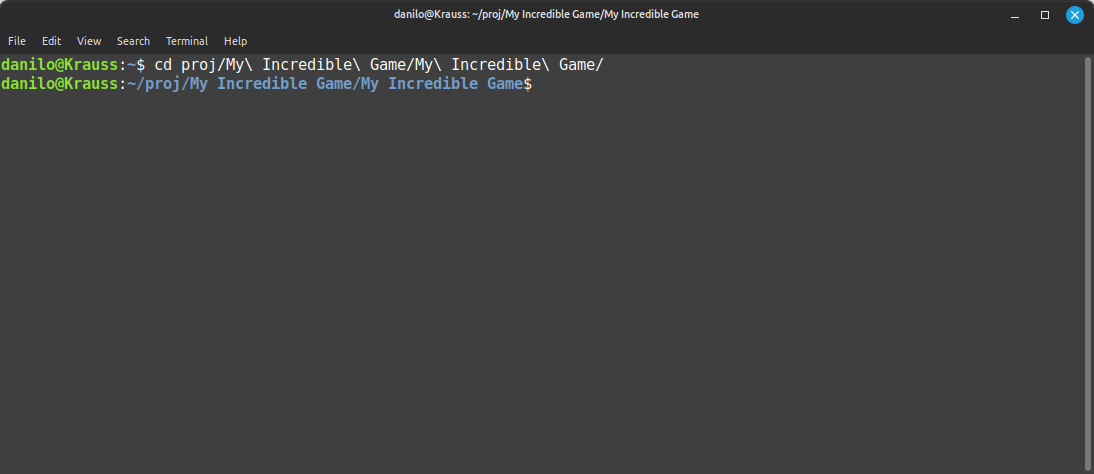 danilo@Krauss: ~/proj/My Incredible Game/My Incredible Game
File Edit View Search Terminal Help
danilo@Krauss:~$ cd proj/My\ Incredible\ Game/My\ Incredible\ Game/
danilo@Krauss:~/proj/My Incredible Game/My Incredible Game$